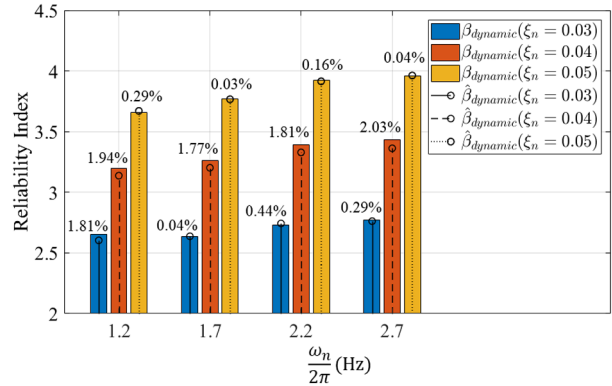 4.5
4
3.5
3
2.5
2
Reliability Index
1.81%
1.94%
0.29%
0.04%
1.77%
0.03%
0.44%
1.81%
0.16%
0.29%
2.03%
0.04%
β_dynamic(ξ_n = 0.03)
β_dynamic(ξ_n = 0.04)
β_dynamic(ξ_n = 0.05)
β̂_dynamic(ξ_n = 0.03)
β̂_dynamic(ξ_n = 0.04)
β̂_dynamic(ξ_n = 0.05)
1.2 1.7 2.2 2.7
ω_n/2π (Hz)